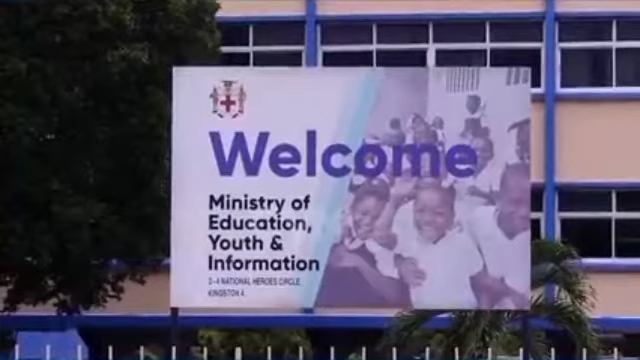 Welcome
Ministry of
Education,
Youth &
Information
2-4 NATIONAL HEROES CIRCLE,
KINGSTON 4.